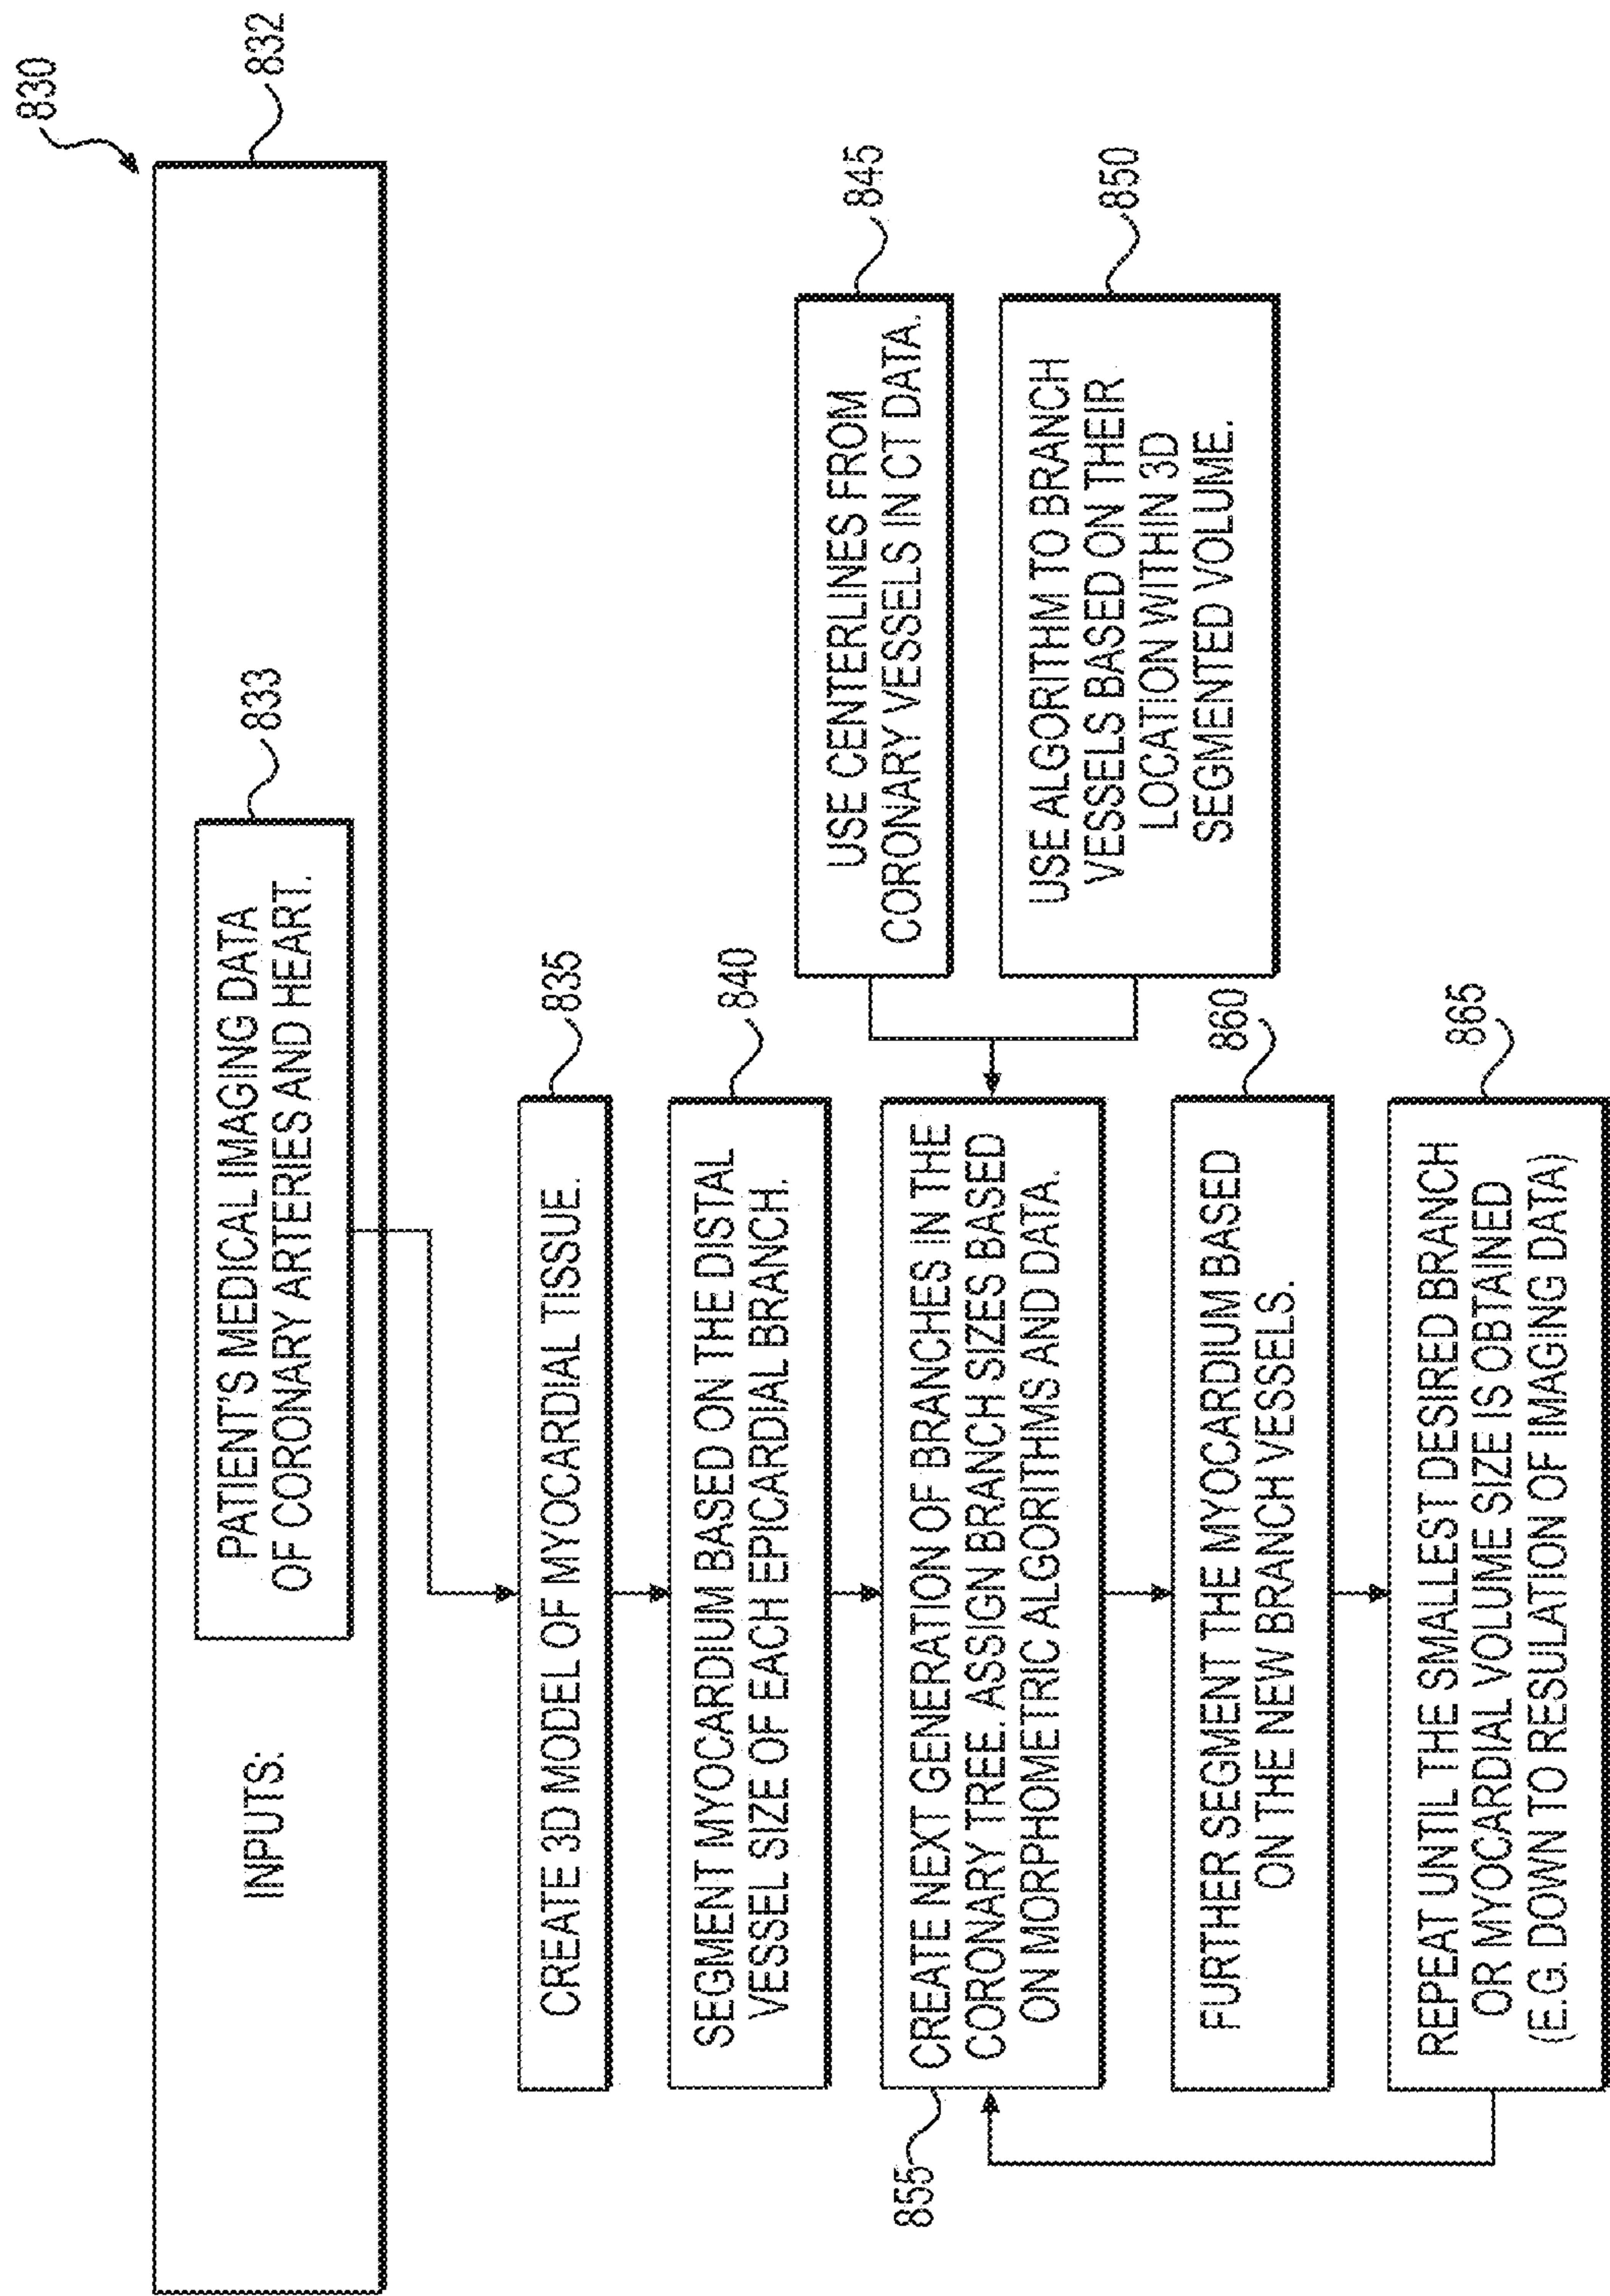 830
832
INPUTS:
833
PATIENT'S MEDICAL IMAGING DATA
OF CORONARY ARTERIES AND HEART.
835
CREATE 3D MODEL OF MYOCARDIAL TISSUE.
840
SEGMENT MYOCARDIUM BASED ON THE DISTAL
VESSEL SIZE OF EACH EPICARDIAL BRANCH.
845
USE CENTERLINES FROM
CORONARY VESSELS IN CT DATA.
850
USE ALGORITHM TO BRANCH
VESSELS BASED ON THEIR
LOCATION WITHIN 3D
SEGMENTED VOLUME.
855
CREATE NEXT GENERATION OF BRANCHES IN THE
CORONARY TREE. ASSIGN BRANCH SIZES BASED
ON MORPHOMETRIC ALGORITHMS AND DATA.
860
FURTHER SEGMENT THE MYOCARDIUM BASED
ON THE NEW BRANCH VESSELS.
865
REPEAT UNTIL THE SMALLEST DESIRED BRANCH
OR MYOCARDIAL VOLUME SIZE IS OBTAINED
(E.G. DOWN TO RESULATION OF IMAGING DATA)